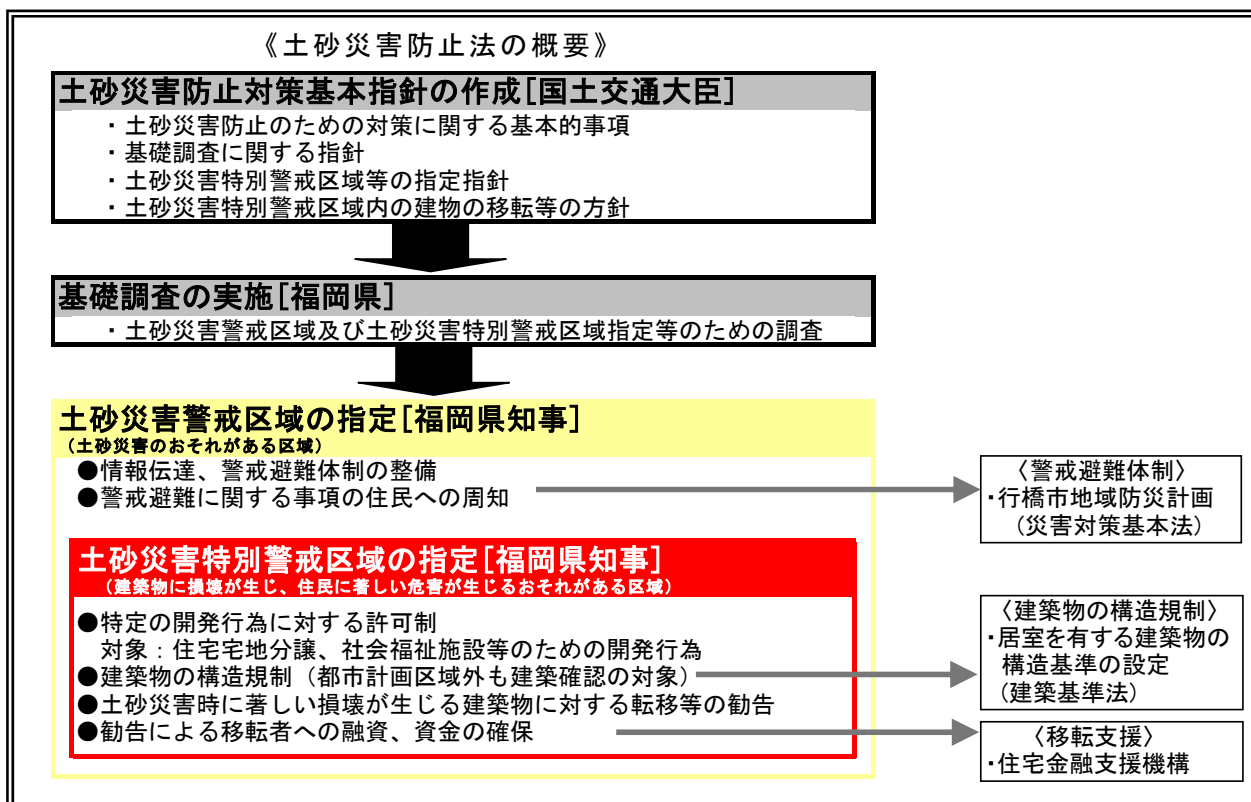 《土砂災害防止法の概要》
土砂災害防止対策基本指針の作成[国土交通大臣]
・土砂災害防止のための対策に関する基本的事項
・基礎調査に関する指針
・土砂災害特別警戒区域等の指定指針
・土砂災害特別警戒区域内の建物の移転等の方針
基礎調査の実施[福岡県]
・土砂災害警戒区域及び土砂災害特別警戒区域指定等のための調査
土砂災害警戒区域の指定[福岡県知事]
（土砂災害のおそれがある区域）
●情報伝達、警戒避難体制の整備
●警戒避難に関する事項の住民への周知
〈警戒避難体制〉
・行橋市地域防災計画
（災害対策基本法）
土砂災害特別警戒区域の指定[福岡県知事]
（建築物に損壊が生じ、住民に著しい危害が生じるおそれがある区域）
●特定の開発行為に対する許可制
対象：住宅宅地分譲、社会福祉施設等のための開発行為
●建築物の構造規制（都市計画区域外も建築確認の対象）
●土砂災害時に著しい損壊が生じる建築物に対する転移等の勧告
●勧告による移転者への融資、資金の確保
〈建築物の構造規制〉
・居室を有する建築物の
構造基準の設定
（建築基準法）
〈移転支援〉
・住宅金融支援機構